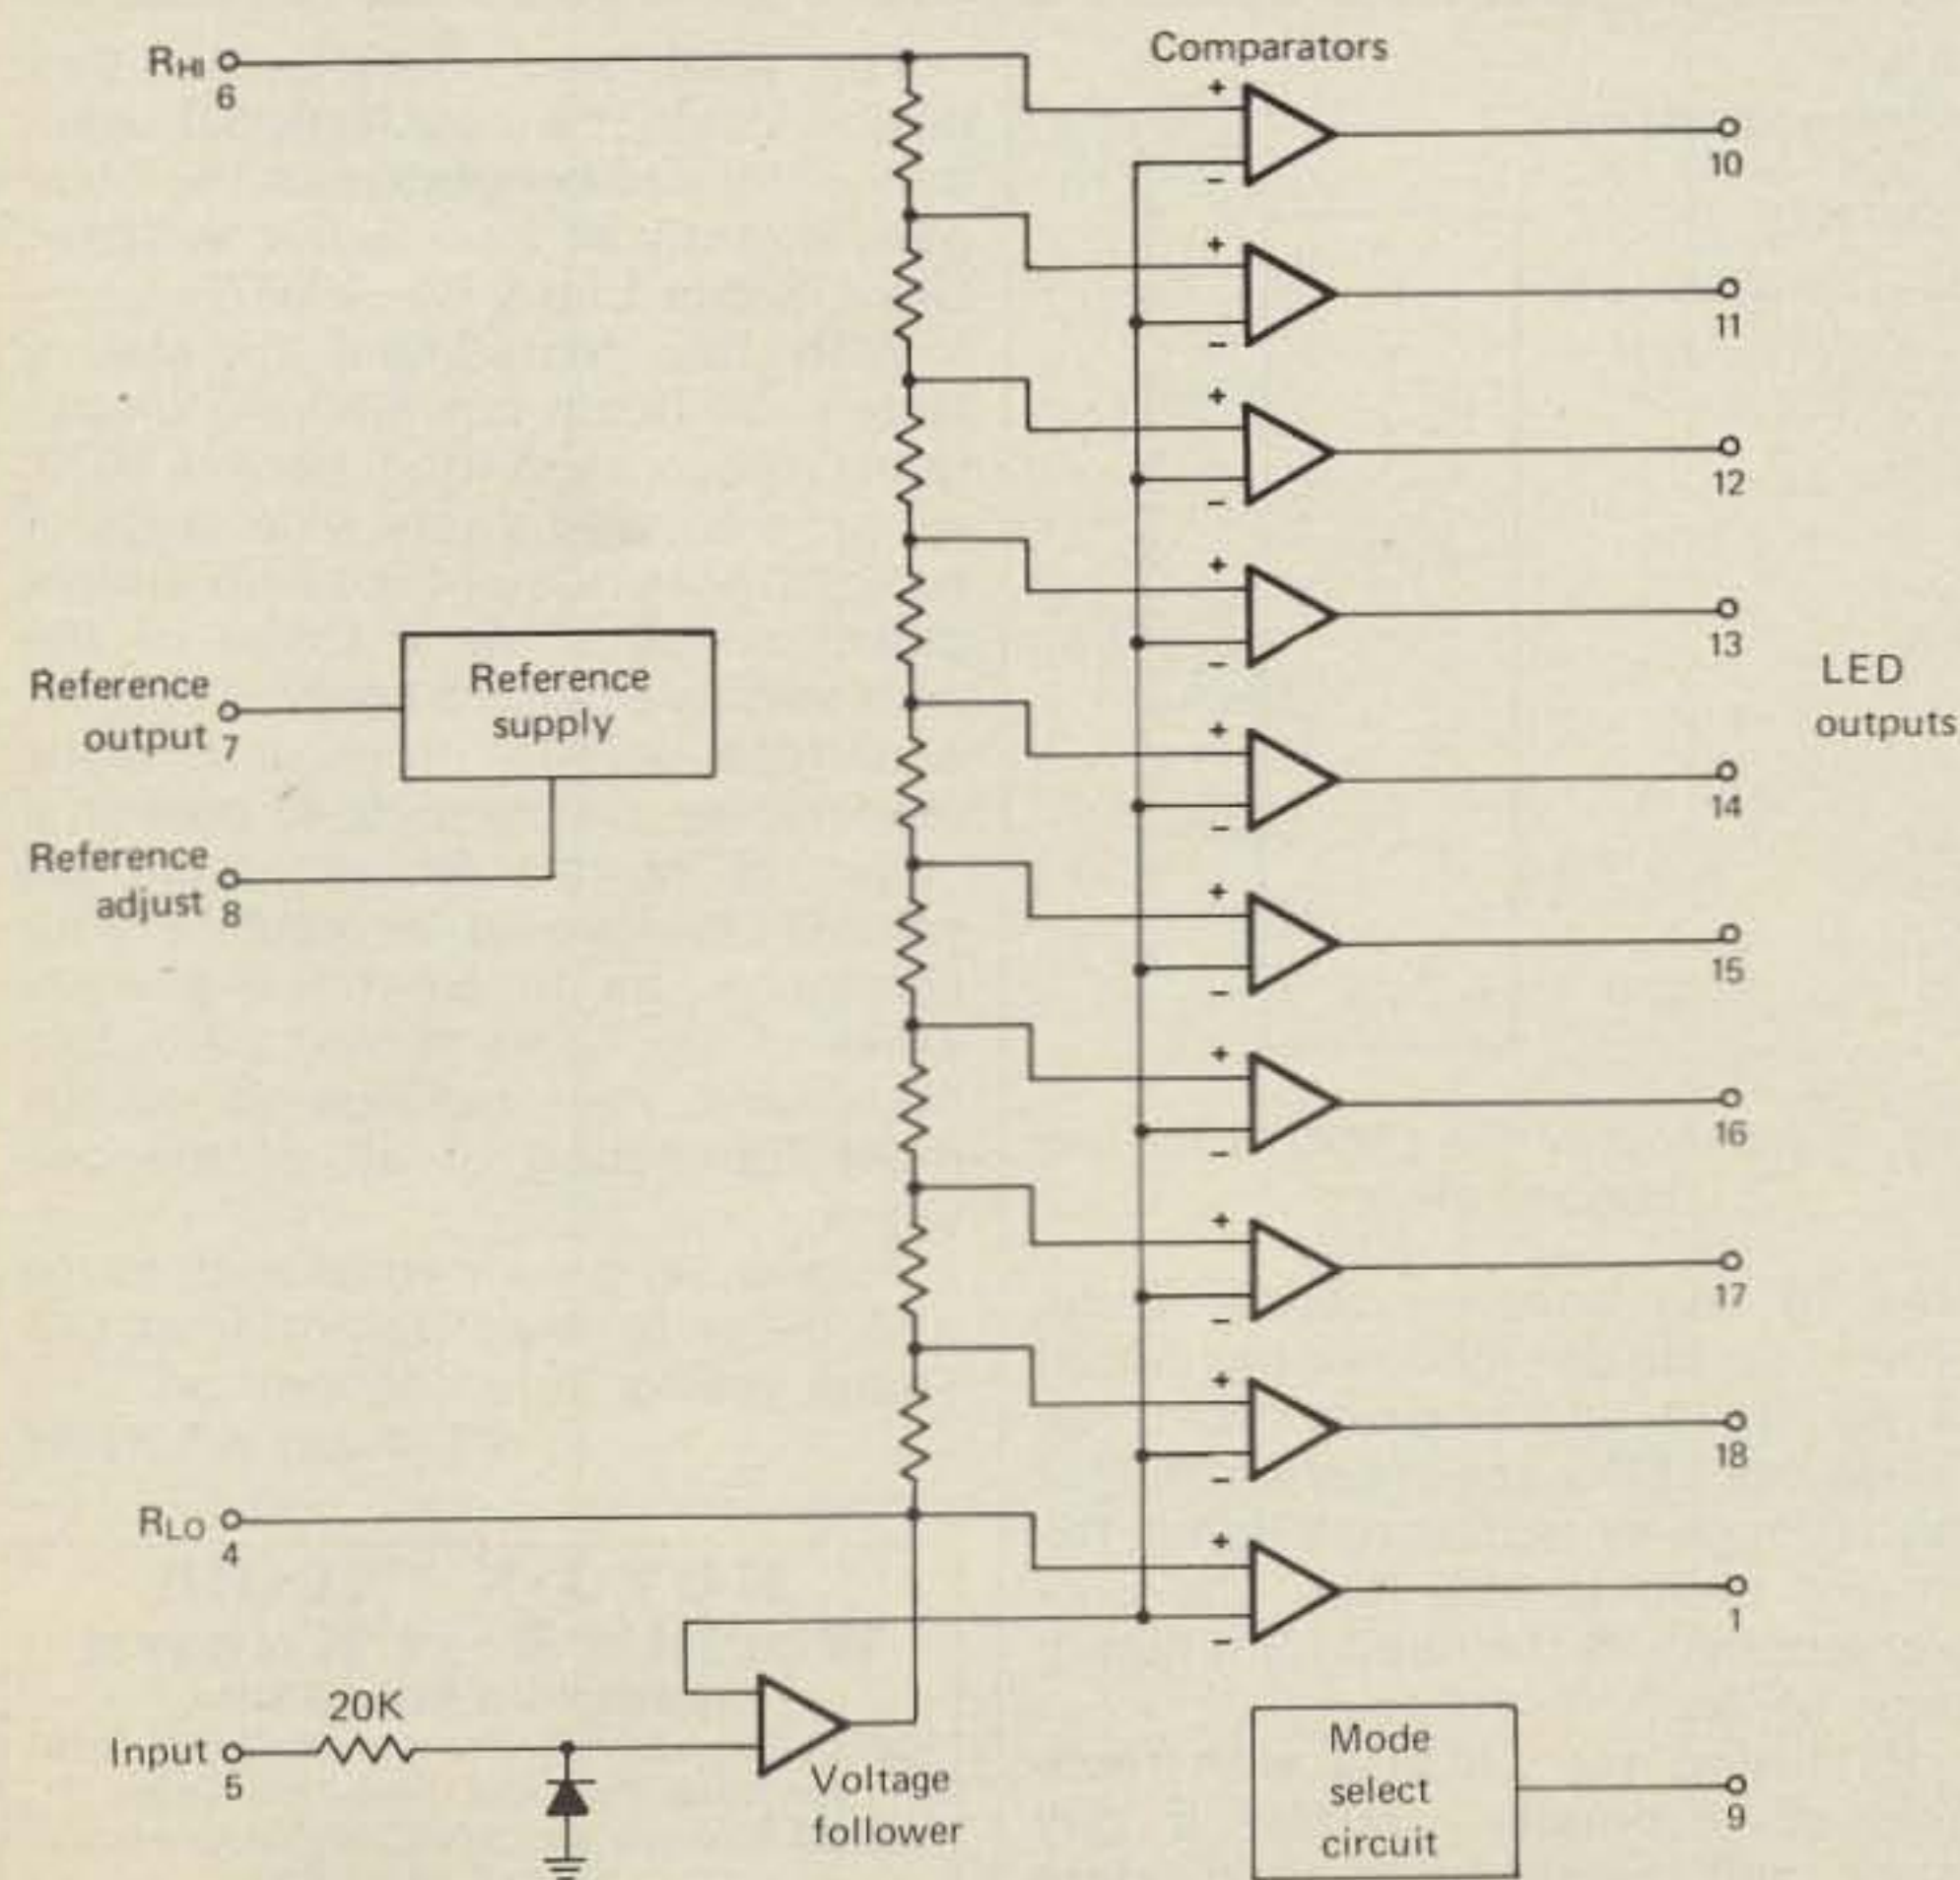 Comparators
RHI
6
+
−
10
+
−
11
+
−
12
+
−
13
LED
outputs
Reference
output
7
Reference
supply
+
−
14
Reference
adjust
8
+
−
15
+
−
16
+
−
17
+
−
18
RLO
4
+
−
1
20K
Input
5
Voltage
follower
Mode
select
circuit
9